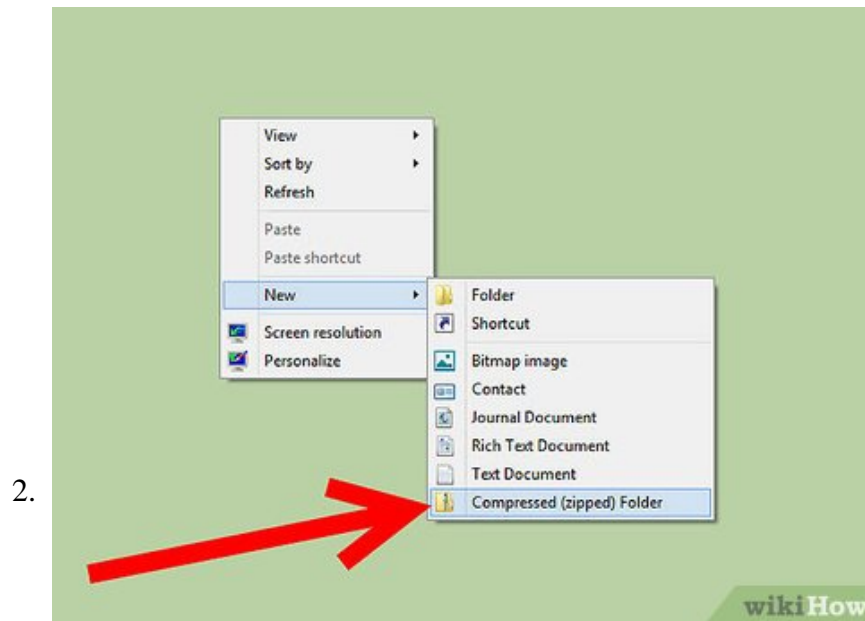 View
Sort by
Refresh
Paste
Paste shortcut
New
Screen resolution
Personalize
Folder
Shortcut
Bitmap image
Contact
Journal Document
Rich Text Document
Text Document
Compressed (zipped) Folder
2.
wikiHow